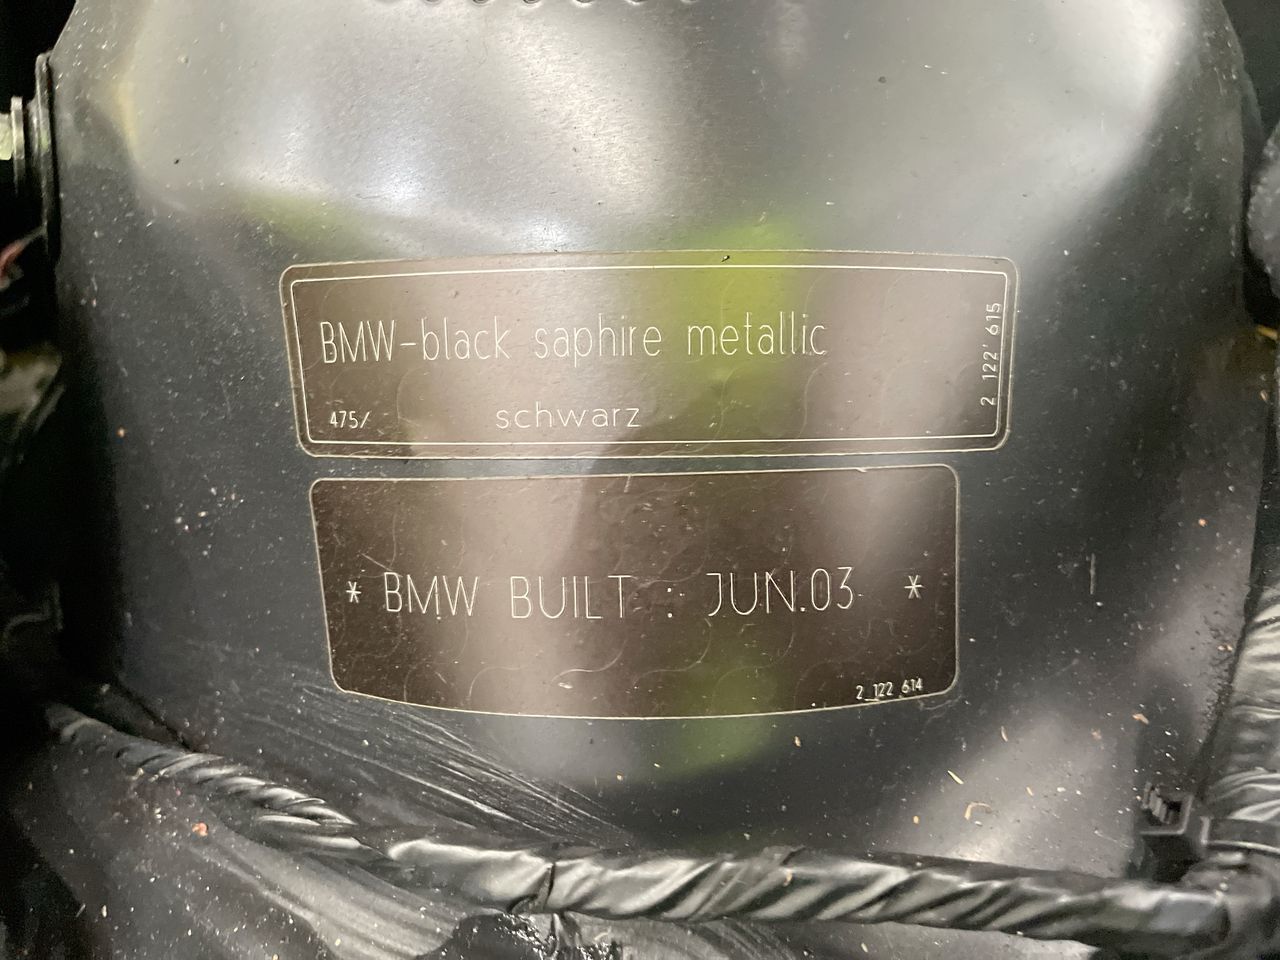 BMW-black saphire metallic
475/ schwarz
2 122' 615
* BMW BUILT : JUN.03 *
2 122 614